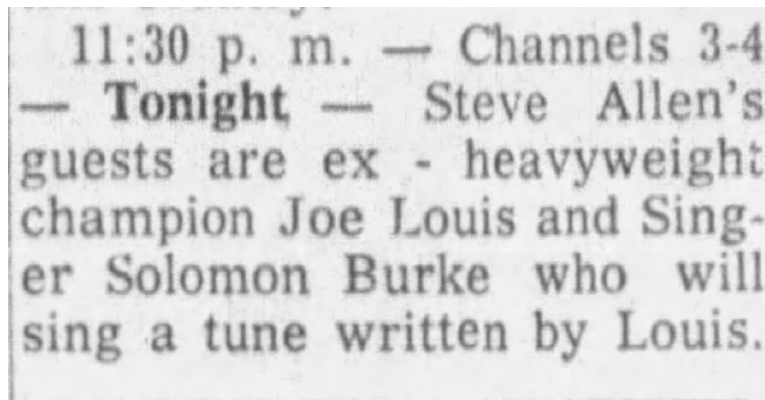 11:30 p. m. — Channels 3-4
— Tonight — Steve Allen's
guests are ex - heavyweight
champion Joe Louis and Sing-
er Solomon Burke who will
sing a tune written by Louis.